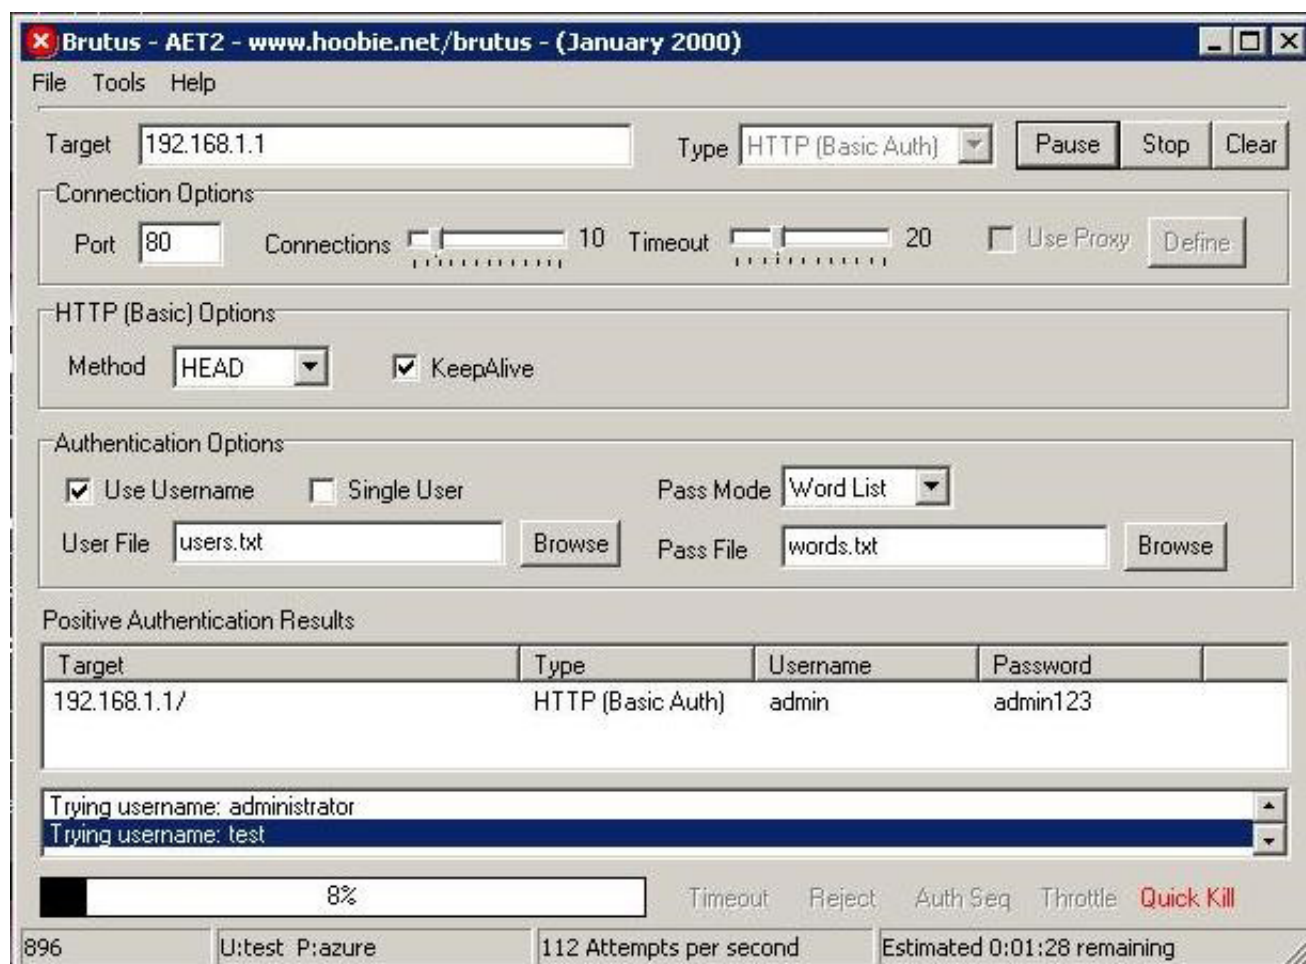 Brutus - AET2 - www.hoobie.net/brutus - (January 2000)
File Tools Help
Target 192.168.1.1 Type HTTP (Basic Auth) Pause Stop Clear
Connection Options
Port 80 Connections 10 Timeout 20 Use Proxy Define
HTTP (Basic) Options
Method HEAD KeepAlive
Authentication Options
Use Username Single User Pass Mode Word List
User File users.txt Browse Pass File words.txt Browse
Positive Authentication Results
Target Type Username Password
192.168.1.1/ HTTP (Basic Auth) admin admin123
Trying username: administrator
Trying username: test
8% Timeout Reject Auth Seq Throttle Quick Kill
896 U:test P:azure 112 Attempts per second Estimated 0:01:28 remaining